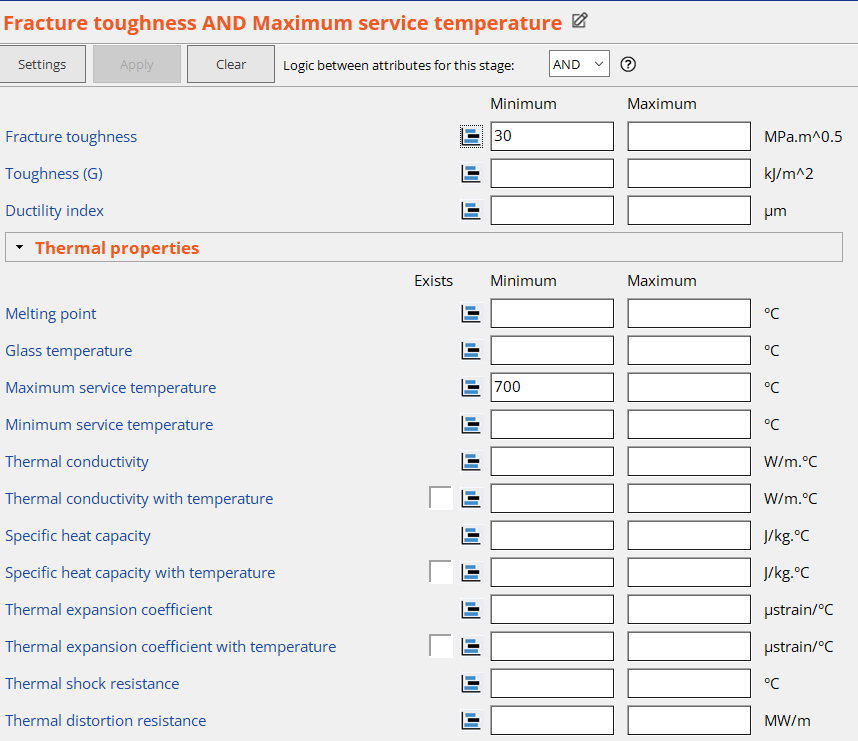 Fracture toughness AND Maximum service temperature
Settings Apply Clear Logic between attributes for this stage: AND ?
Minimum Maximum
Fracture toughness 30 MPa.m^0.5
Toughness (G) kJ/m^2
Ductility index µm
Thermal properties
Exists Minimum Maximum
Melting point °C
Glass temperature °C
Maximum service temperature 700 °C
Minimum service temperature °C
Thermal conductivity W/m.°C
Thermal conductivity with temperature W/m.°C
Specific heat capacity J/kg.°C
Specific heat capacity with temperature J/kg.°C
Thermal expansion coefficient µstrain/°C
Thermal expansion coefficient with temperature µstrain/°C
Thermal shock resistance °C
Thermal distortion resistance MW/m